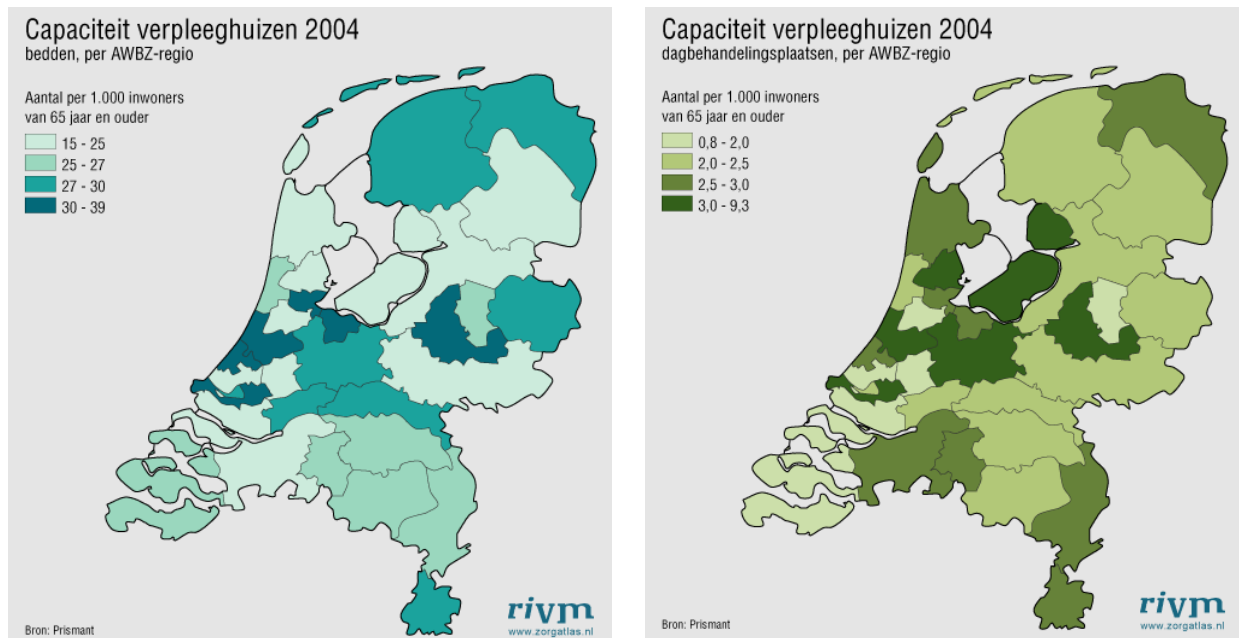 Capaciteit verpleeghuizen 2004
bedden, per AWBZ-regio
Aantal per 1.000 inwoners
van 65 jaar en ouder
15 - 25
25 - 27
27 - 30
30 - 39
Bron: Prismant
rivm
www.zorgatlas.nl
Capaciteit verpleeghuizen 2004
dagbehandelingsplaatsen, per AWBZ-regio
Aantal per 1.000 inwoners
van 65 jaar en ouder
0,8 - 2,0
2,0 - 2,5
2,5 - 3,0
3,0 - 9,3
Bron: Prismant
rivm
www.zorgatlas.nl